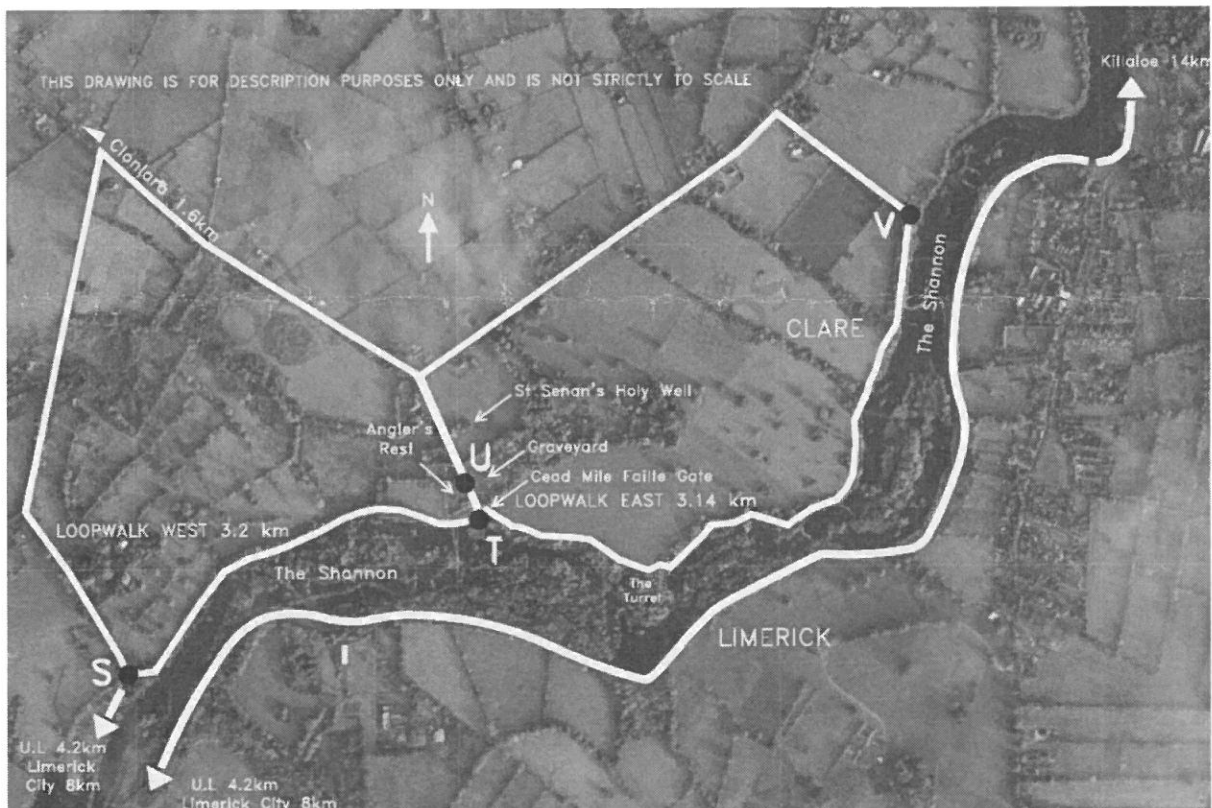 THIS DRAWING IS FOR DESCRIPTION PURPOSES ONLY AND IS NOT STRICTLY TO SCALE
Killaloe 14km
Clonlara 1.6km
N
V
The Shannon
CLARE
St Senan's Holy Well
Angler's
Rest
U
Graveyard
Cead Mile Failte Gate
LOOPWALK EAST 3.14 km
LOOPWALK WEST 3.2 km
T
The Shannon
The
Turret
LIMERICK
S
U.L 4.2km
Limerick
City 8km
U.L 4.2km
Limerick City 8km